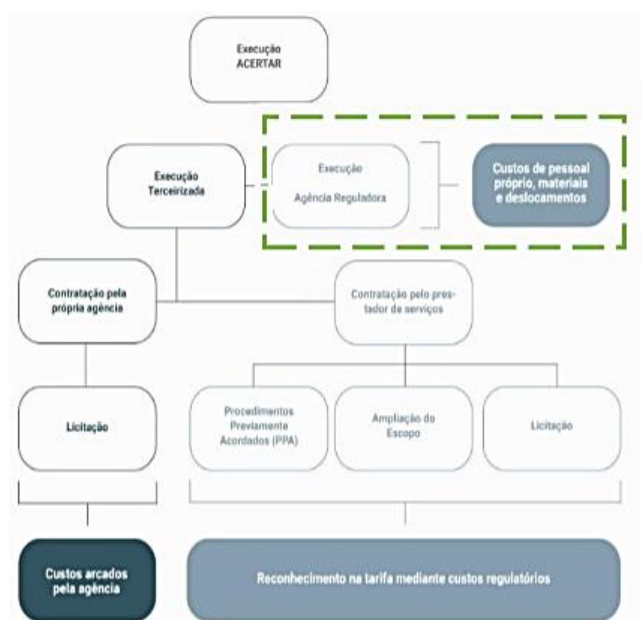 Execução
ACERTAR
Execução
Terceirizada
Execução
Agência Reguladora
Custos de pessoal
próprio, materiais
e deslocamentos
Contratação pela
própria agência
Contratação pelo pres-
tador de serviços
Licitação
Procedimentos
Previamente
Acordados (PPA)
Ampliação do
Escopo
Licitação
Custos arcados
pela agência
Reconhecimento na tarifa mediante custos regulatórios